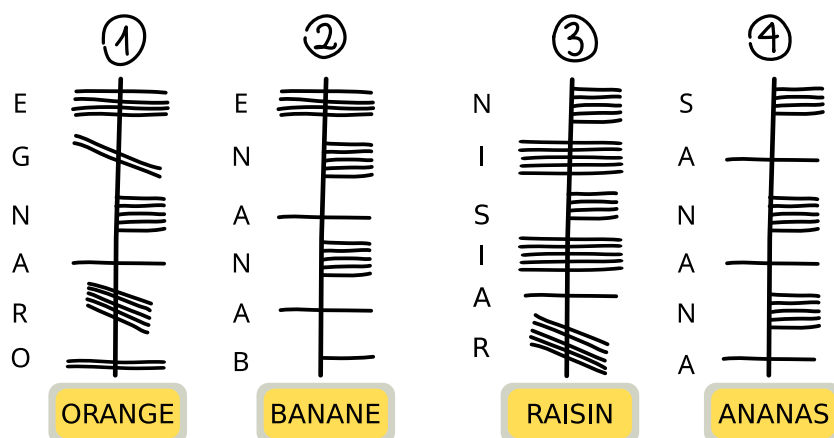 1
E ᚓ
G ᚌ
N ᚅ
A ᚐ
R ᚏ
O ᚑ
ORANGE
2
E ᚓ
N ᚅ
A ᚐ
N ᚅ
A ᚐ
B ᚁ
BANANE
3
N ᚅ
I ᚔ
S ᚄ
I ᚔ
A ᚐ
R ᚏ
RAISIN
4
S ᚄ
A ᚐ
N ᚅ
A ᚐ
N ᚅ
A ᚐ
ANANAS